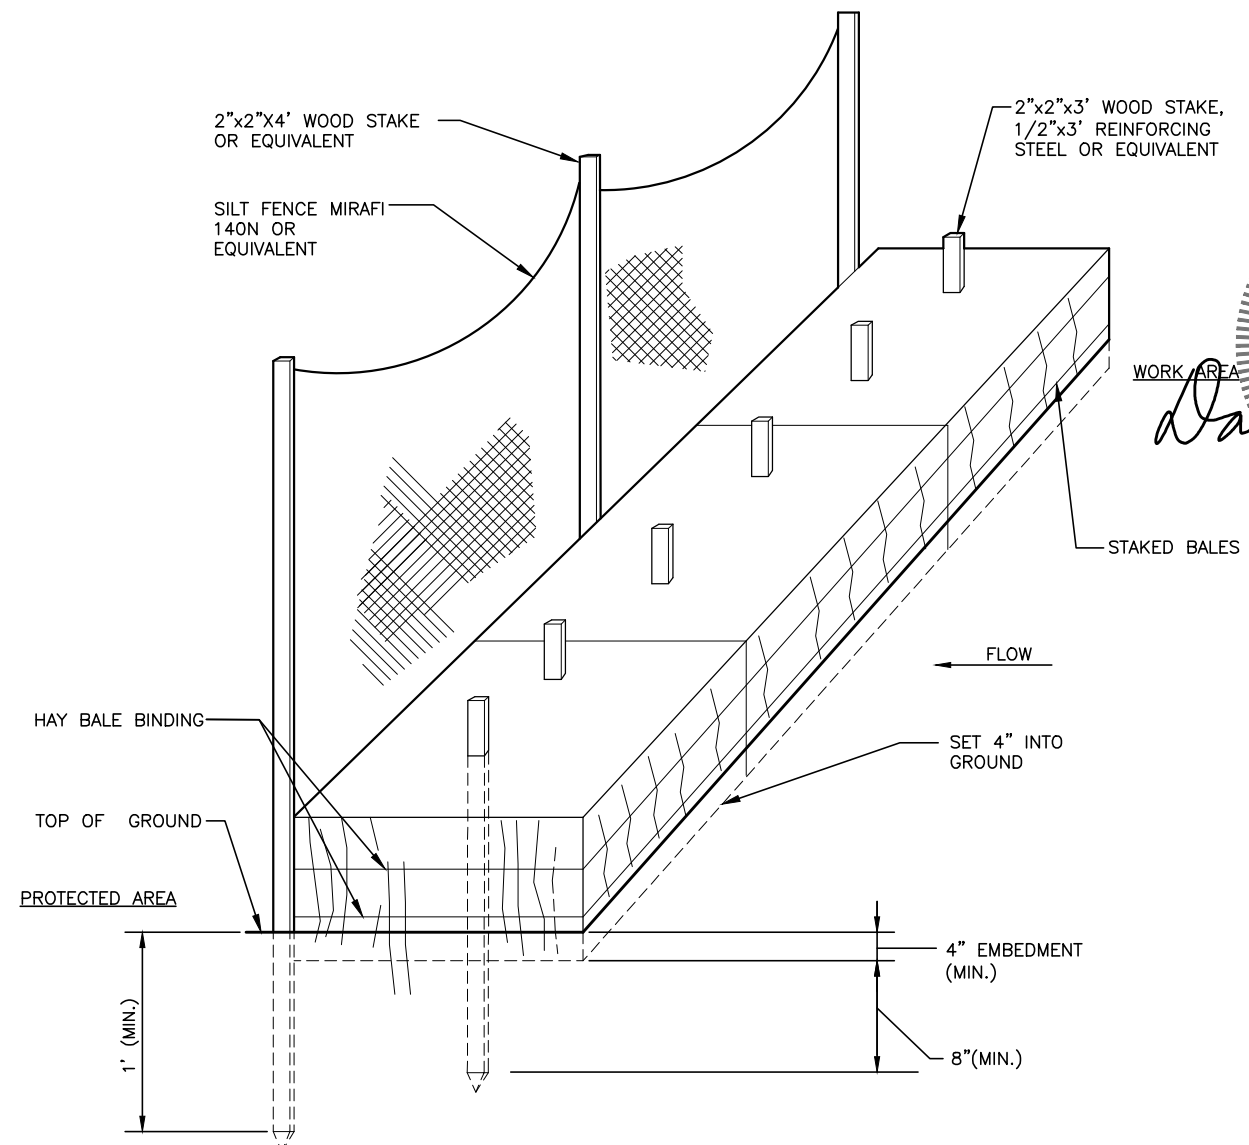 2"x2"X4' WOOD STAKE
OR EQUIVALENT
2"x2"x3' WOOD STAKE,
1/2"x3' REINFORCING
STEEL OR EQUIVALENT
SILT FENCE MIRAFI
140N OR
EQUIVALENT
WORK AREA
STAKED BALES
FLOW
HAY BALE BINDING
SET 4" INTO
GROUND
TOP OF GROUND
PROTECTED AREA
4" EMBEDMENT
(MIN.)
1' (MIN.)
8"(MIN.)